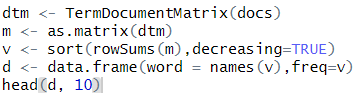 dtm <- TermDocumentMatrix(docs)
m <- as.matrix(dtm)
v <- sort(rowSums(m),decreasing=TRUE)
d <- data.frame(word = names(v),freq=v)
head(d, 10)